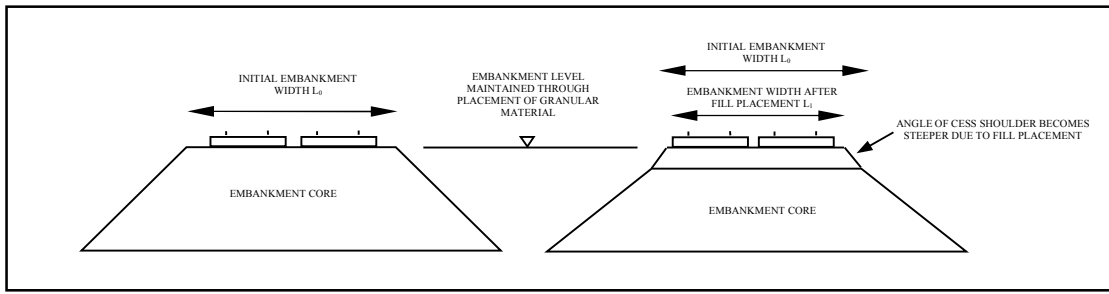 INITIAL EMBANKMENT
WIDTH L0
EMBANKMENT CORE
EMBANKMENT LEVEL
MAINTAINED THROUGH
PLACEMENT OF GRANULAR
MATERIAL
INITIAL EMBANKMENT
WIDTH L0
EMBANKMENT WIDTH AFTER
FILL PLACEMENT L1
ANGLE OF CESS SHOULDER BECOMES
STEEPER DUE TO FILL PLACEMENT
EMBANKMENT CORE